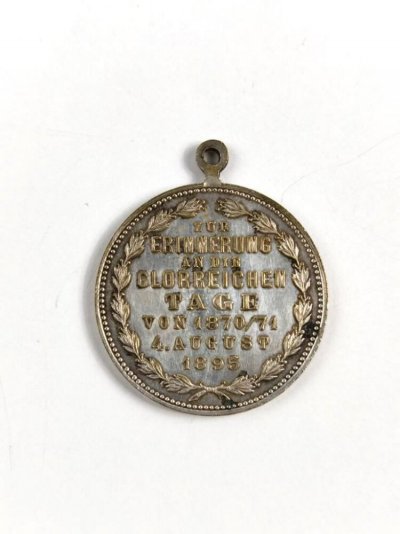 ZUR
ERINNERUNG
AN DIE
GLORREICHEN
TAGE
VON 1870/71
4. AUGUST
1895